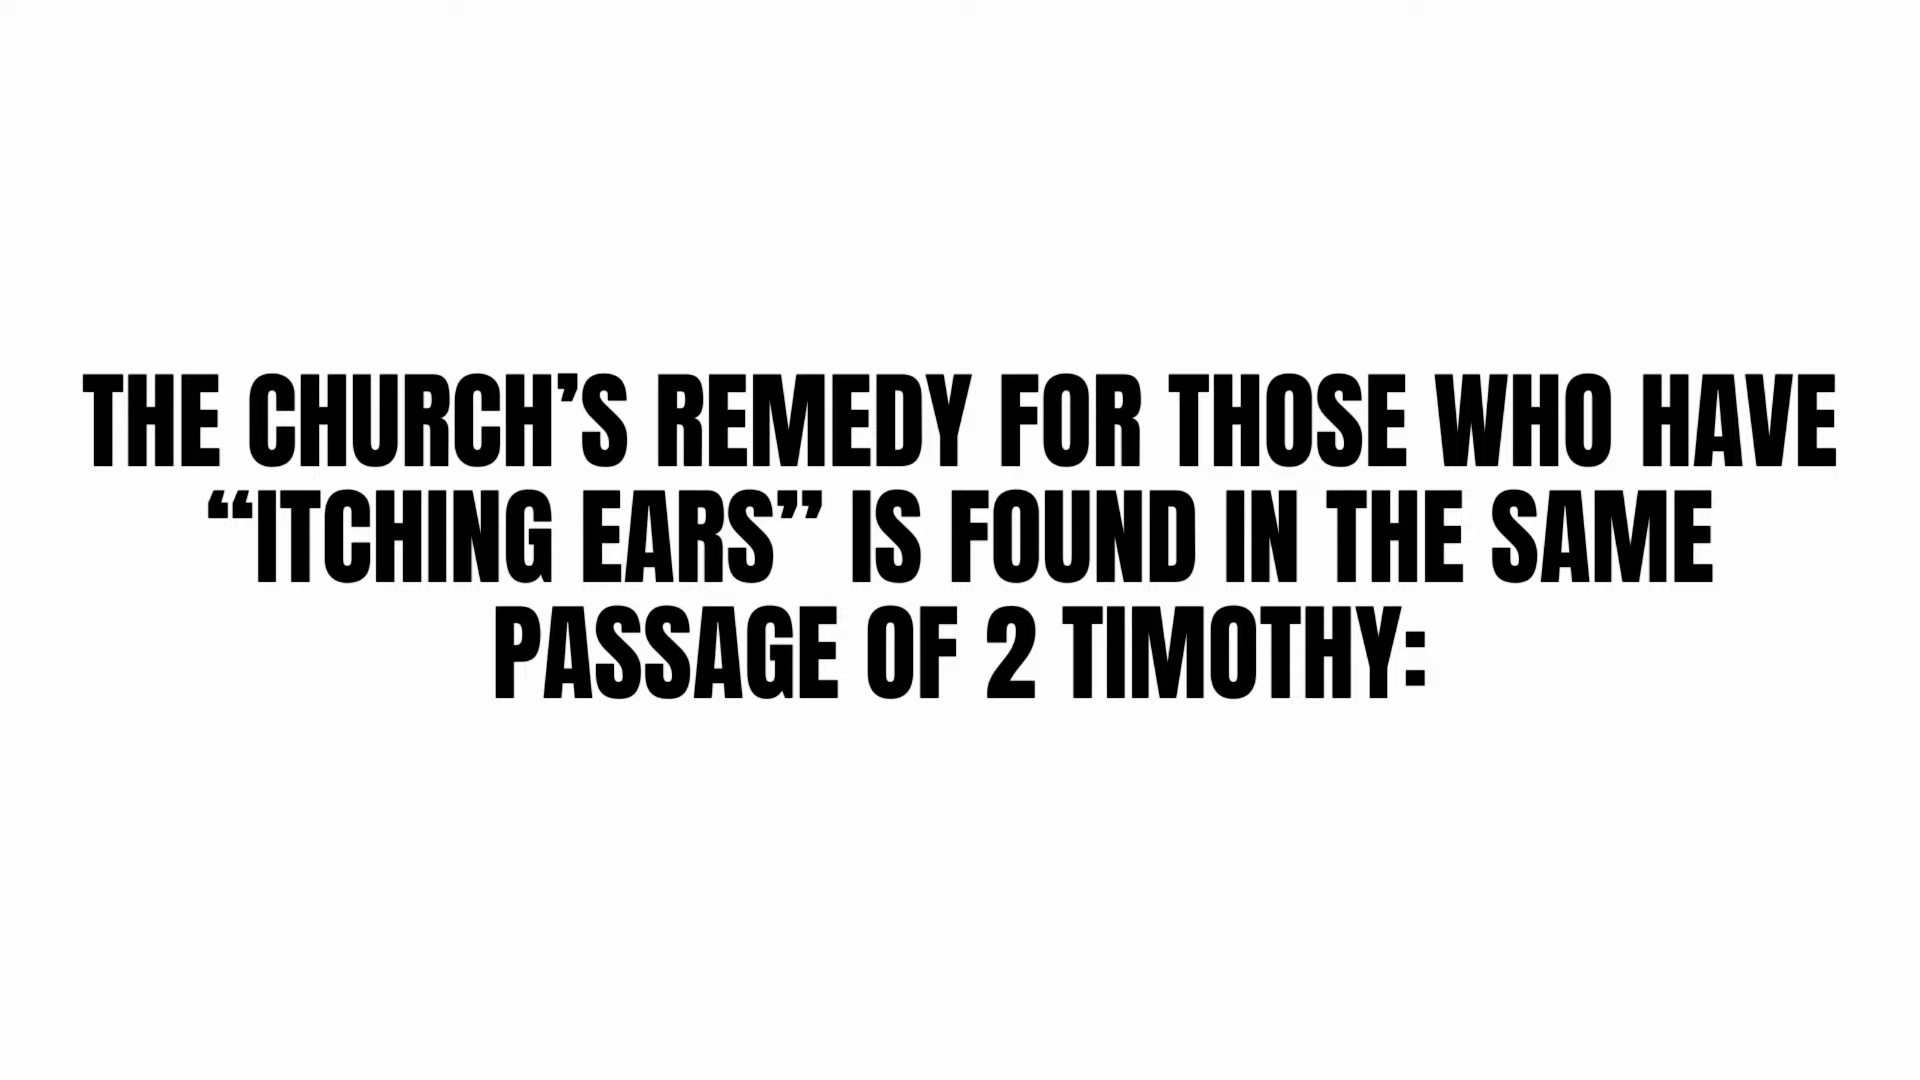 THE CHURCH’S REMEDY FOR THOSE WHO HAVE
“ITCHING EARS” IS FOUND IN THE SAME
PASSAGE OF 2 TIMOTHY: